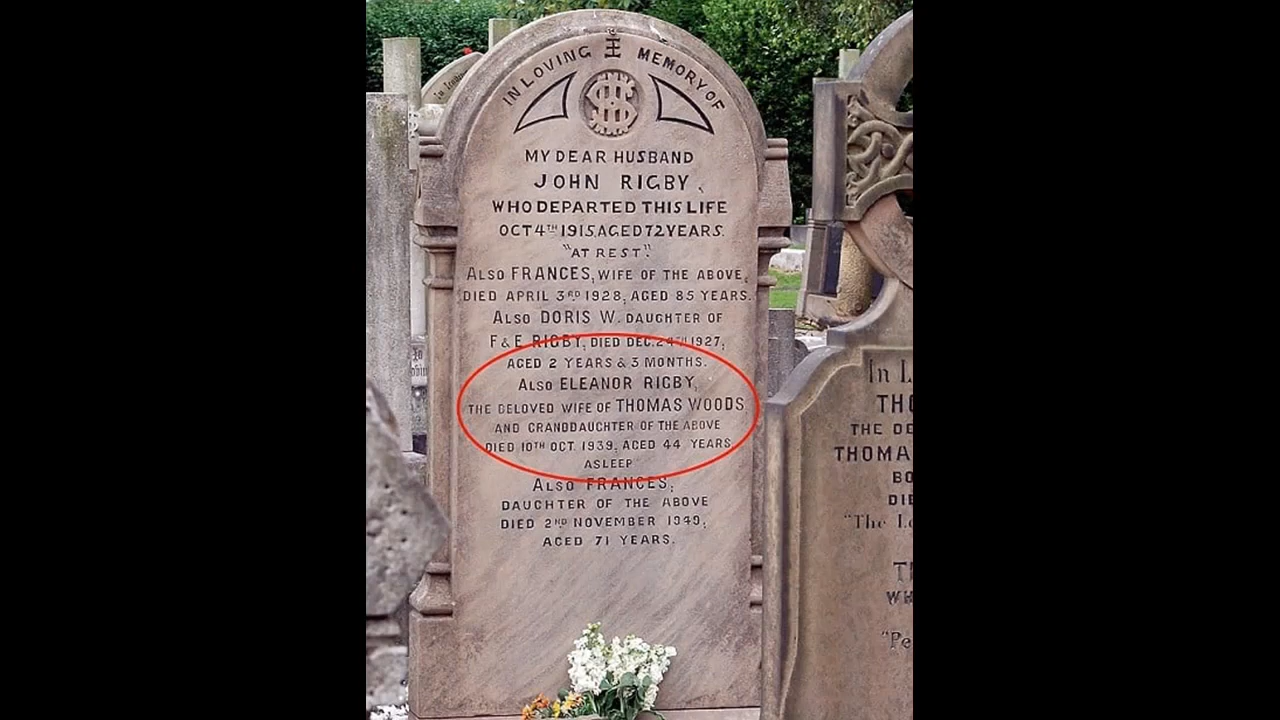 IN LOVING MEMORY OF
IHS
MY DEAR HUSBAND
JOHN RIGBY,
WHO DEPARTED THIS LIFE
OCT 4TH 1915, AGED 72 YEARS.
"AT REST".
ALSO FRANCES, WIFE OF THE ABOVE,
DIED APRIL 3RD 1928, AGED 85 YEARS.
ALSO DORIS W. DAUGHTER OF
F & E RIGBY, DIED DEC. 24TH 1927,
AGED 2 YEARS & 3 MONTHS.
ALSO ELEANOR RIGBY,
THE BELOVED WIFE OF THOMAS WOODS
AND GRANDDAUGHTER OF THE ABOVE
DIED 10TH OCT. 1939, AGED 44 YEARS
ASLEEP
ALSO FRANCES,
DAUGHTER OF THE ABOVE
DIED 2ND NOVEMBER 1949,
AGED 71 YEARS.
In L
THO
THE
THOMA
BO
DIE
"The
WH
"Pe